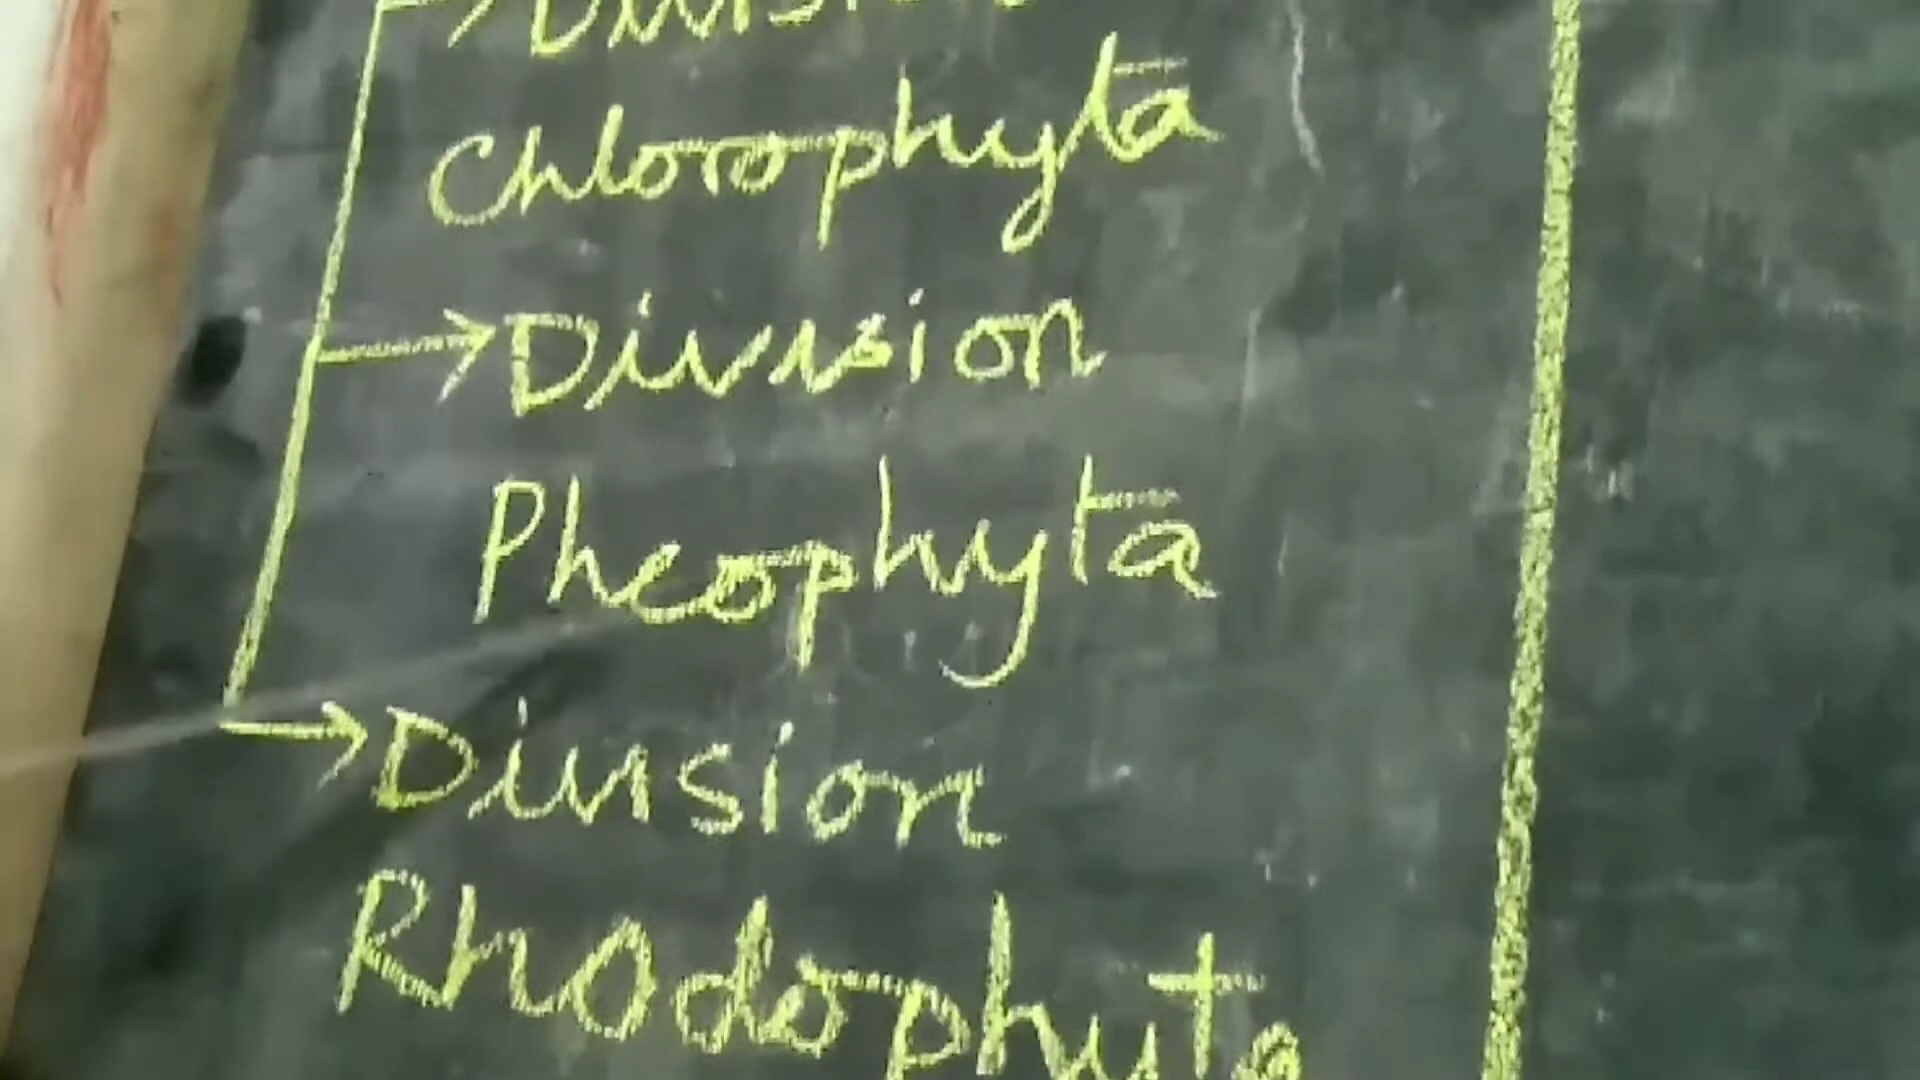 → Division
Chlorophyta
→ Division
Pheophyta
→ Division
Rhodophyta